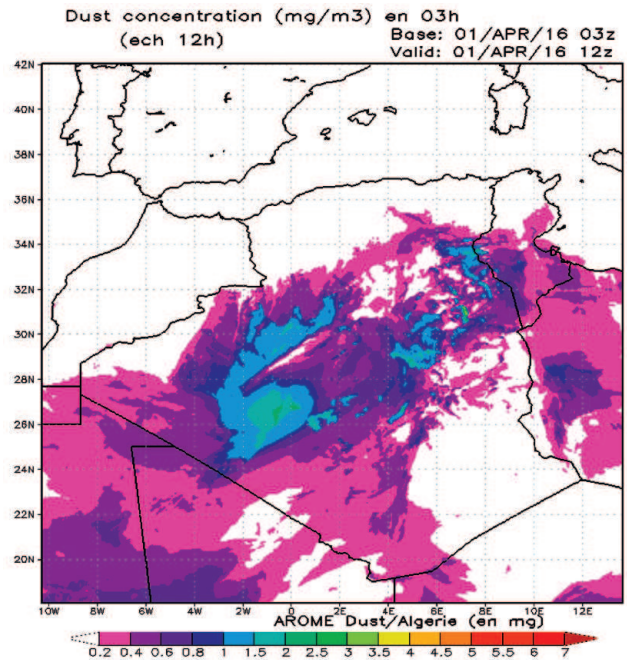 Dust concentration (mg/m3) en 03h
(ech 12h)
Base: 01/APR/16 03z
Valid: 01/APR/16 12z
42N
40N
38N
36N
34N
32N
30N
28N
26N
24N
22N
20N
10W 8W 6W 4W 2W 0 2E 4E 6E 8E 10E 12E
AROME Dust/Algerie (en mg)
0.2 0.4 0.6 0.8 1 1.5 2 2.5 3 3.5 4 4.5 5 5.5 6 7